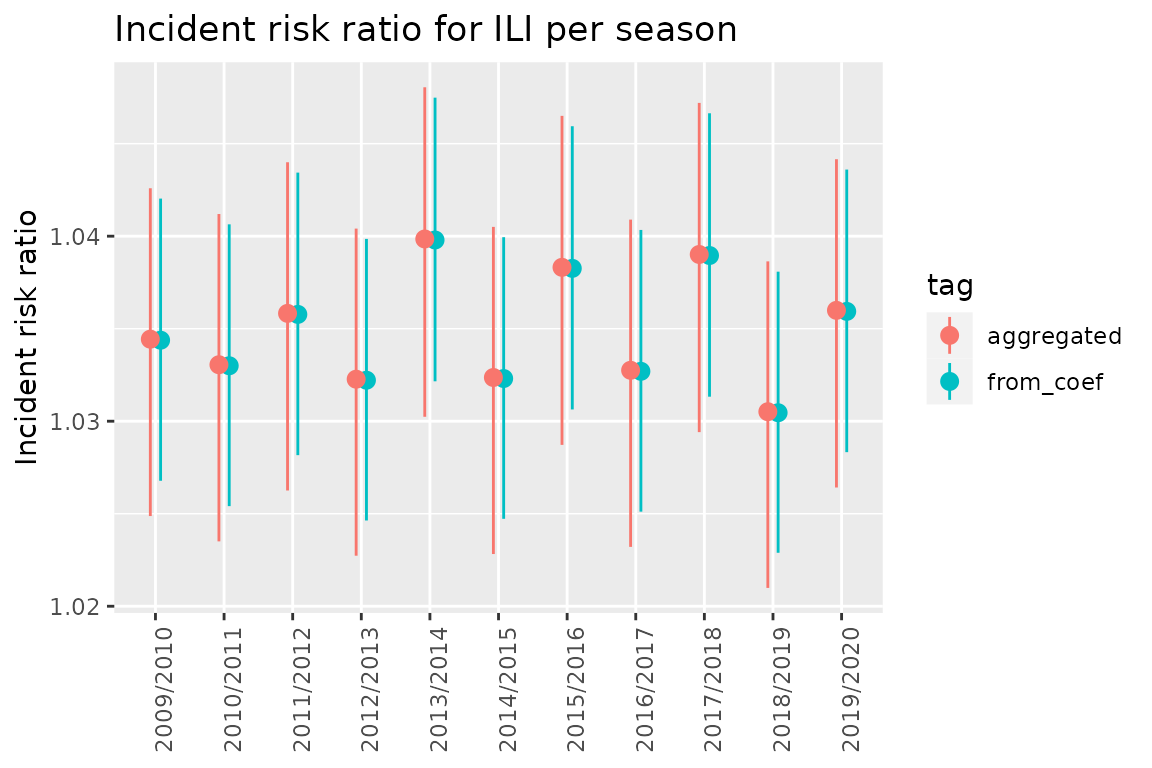 Incident risk ratio for ILI per season
Incident risk ratio
1.04
1.03
1.02
2009/2010
2010/2011
2011/2012
2012/2013
2013/2014
2014/2015
2015/2016
2016/2017
2017/2018
2018/2019
2019/2020
tag
aggregated
from_coef